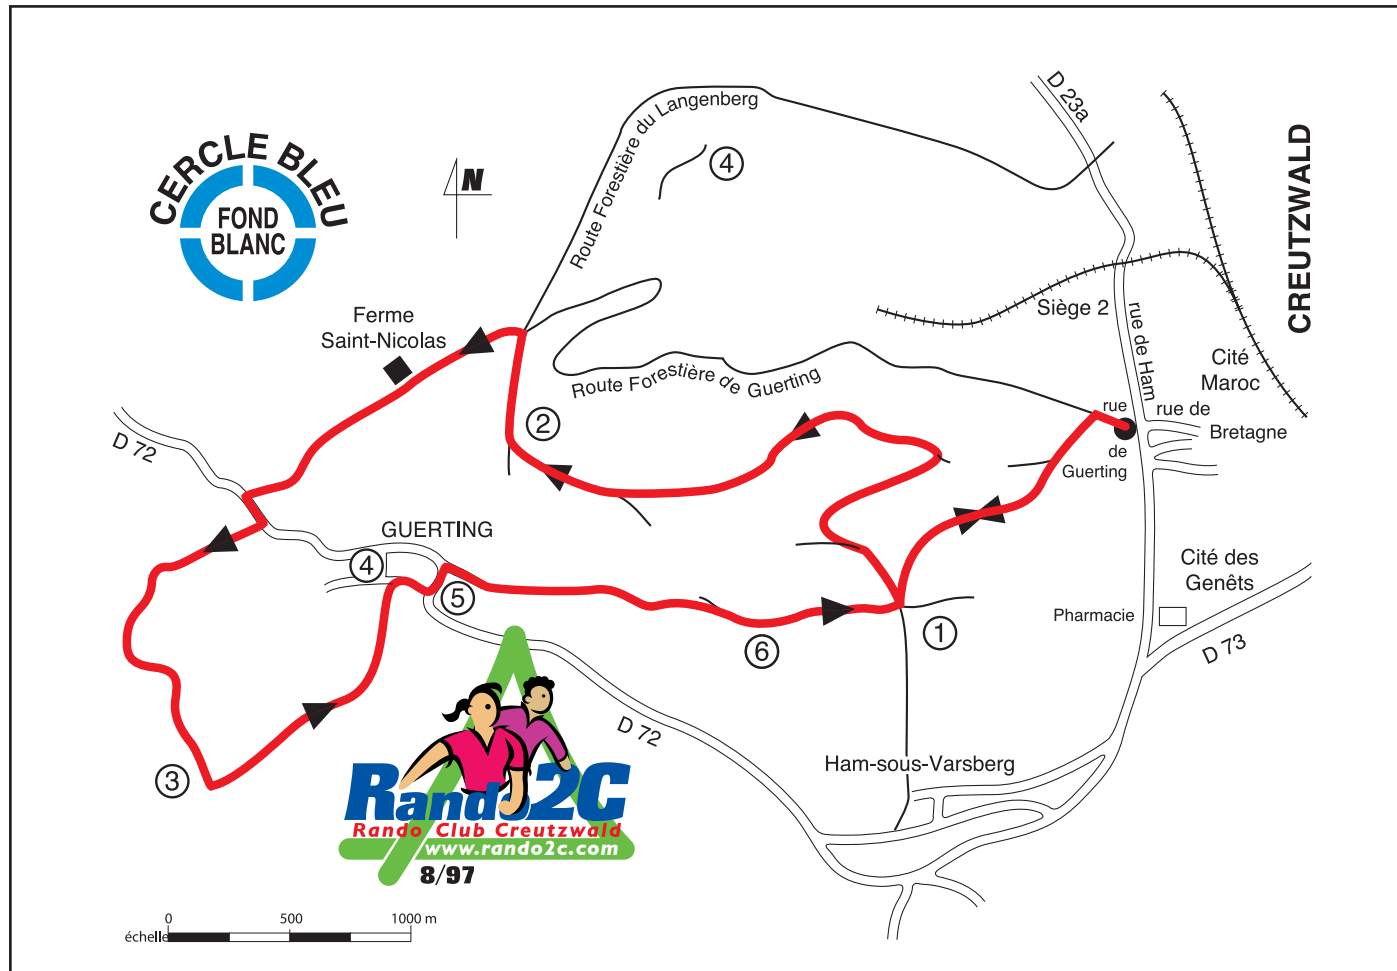 CERCLE BLEU
FOND
BLANC
N
Route Forestière du Langenberg
4
D 23a
CREUTZWALD
Siège 2
rue de Ham
Cité
Maroc
Ferme
Saint-Nicolas
Route Forestière de Guerting
rue
de
Guerting
rue de
Bretagne
2
D 72
GUERTING
4
5
6
1
Cité des
Genêts
Pharmacie
D 73
D 72
Ham-sous-Varsberg
3
Rando2C
Rando Club Creutzwald
www.rando2c.com
8/97
0 500 1000 m
échelle